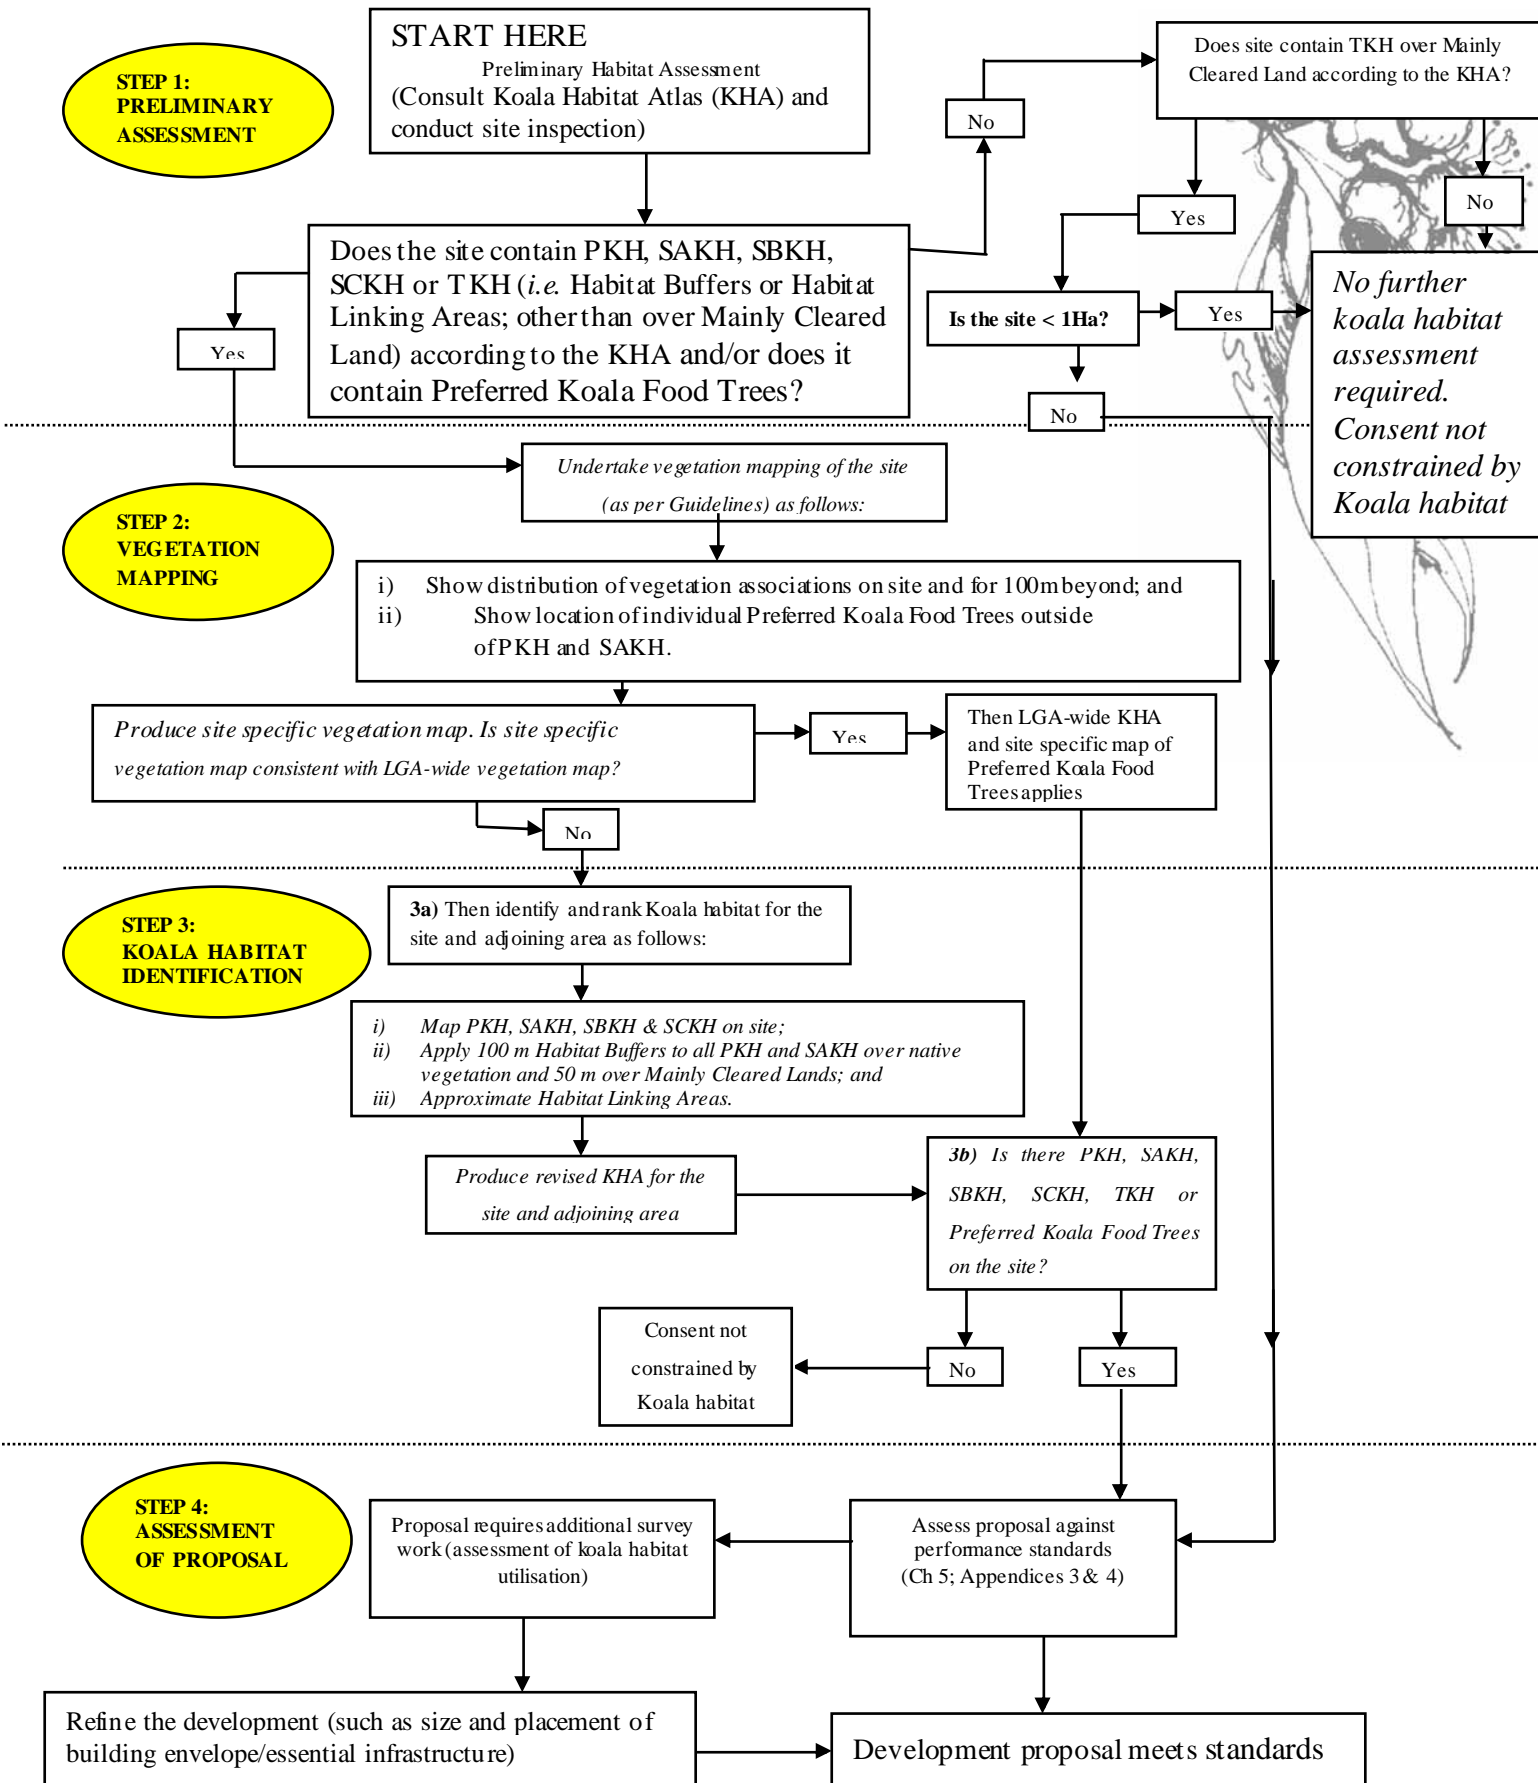 START HERE
Preliminary Habitat Assessment
(Consult Koala Habitat Atlas (KHA) and
conduct site inspection)
STEP 1:
PRELIMINARY
ASSESSMENT
Does site contain TKH over Mainly
Cleared Land according to the KHA?
No
No
Yes
Does the site contain PKH, SAKH, SBKH,
SCKH or TKH (i.e. Habitat Buffers or Habitat
Linking Areas; other than over Mainly Cleared
Land) according to the KHA and/or does it
contain Preferred Koala Food Trees?
Yes
Is the site < 1Ha?
Yes
No
No further
koala habitat
assessment
required.
Consent not
constrained by
Koala habitat
STEP 2:
VEGETATION
MAPPING
Undertake vegetation mapping of the site
(as per Guidelines) as follows:
i) Show distribution of vegetation associations on site and for 100m beyond; and
ii) Show location of individual Preferred Koala Food Trees outside
of PKH and SAKH.
Produce site specific vegetation map. Is site specific
vegetation map consistent with LGA-wide vegetation map?
Yes
Then LGA-wide KHA
and site specific map of
Preferred Koala Food
Trees applies
No
STEP 3:
KOALA HABITAT
IDENTIFICATION
3a) Then identify and rank Koala habitat for the
site and adjoining area as follows:
i) Map PKH, SAKH, SBKH & SCKH on site;
ii) Apply 100 m Habitat Buffers to all PKH and SAKH over native
vegetation and 50 m over Mainly Cleared Lands; and
iii) Approximate Habitat Linking Areas.
Produce revised KHA for the
site and adjoining area
3b) Is there PKH, SAKH,
SBKH, SCKH, TKH or
Preferred Koala Food Trees
on the site?
Consent not
constrained by
Koala habitat
No
Yes
STEP 4:
ASSESSMENT
OF PROPOSAL
Proposal requires additional survey
work (assessment of koala habitat
utilisation)
Assess proposal against
performance standards
(Ch 5; Appendices 3 & 4)
Refine the development (such as size and placement of
building envelope/essential infrastructure)
Development proposal meets standards